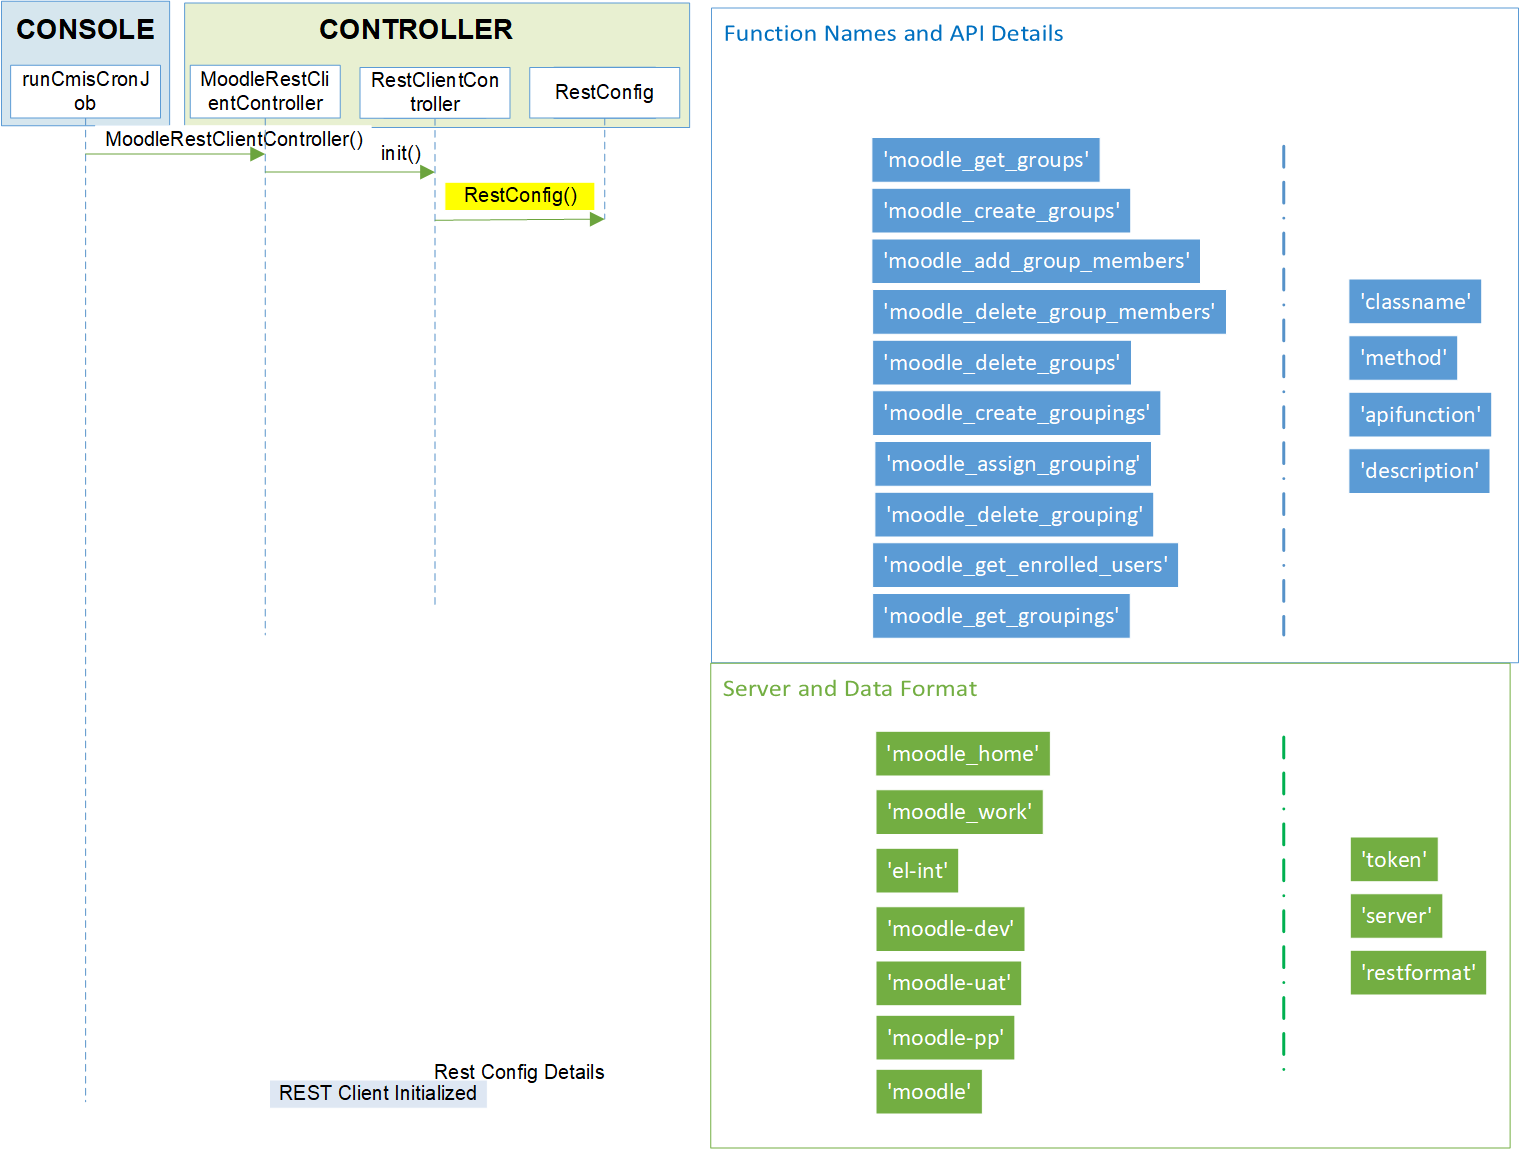 CONSOLE
CONTROLLER
runCmisCronJ
ob
MoodleRestCli
entController
RestClientCon
troller
RestConfig
MoodleRestClientController()
init()
RestConfig()
Rest Config Details
REST Client Initialized
Function Names and API Details
'moodle_get_groups'
'moodle_create_groups'
'moodle_add_group_members'
'moodle_delete_group_members'
'moodle_delete_groups'
'moodle_create_groupings'
'moodle_assign_grouping'
'moodle_delete_grouping'
'moodle_get_enrolled_users'
'moodle_get_groupings'
'classname'
'method'
'apifunction'
'description'
Server and Data Format
'moodle_home'
'moodle_work'
'el-int'
'moodle-dev'
'moodle-uat'
'moodle-pp'
'moodle'
'token'
'server'
'restformat'